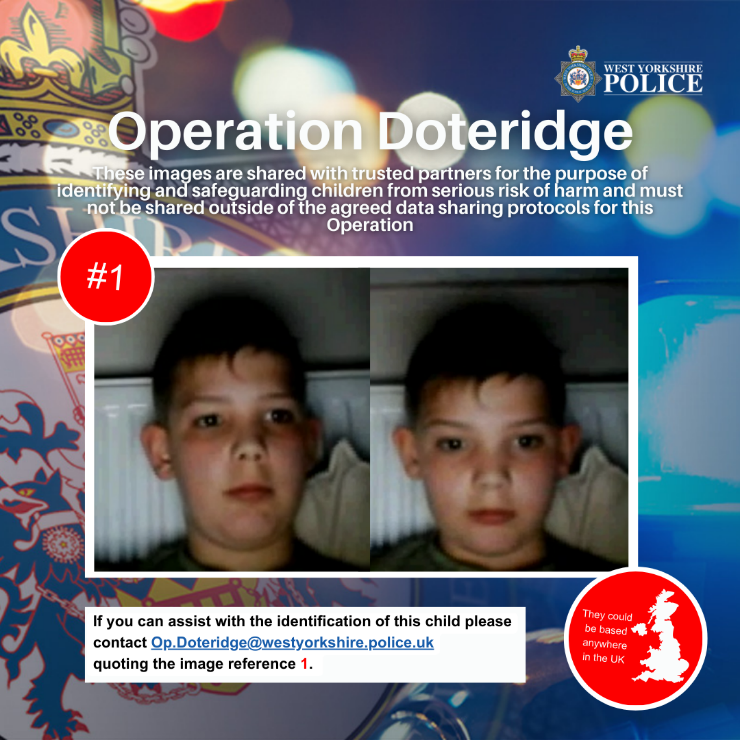 WEST YORKSHIRE
POLICE
Operation Doteridge
These images are shared with trusted partners for the purpose of
identifying and safeguarding children from serious risk of harm and must
not be shared outside of the agreed data sharing protocols for this
Operation
#1
If you can assist with the identification of this child please
contact Op.Doteridge@westyorkshire.police.uk
quoting the image reference 1.
They could
be based
anywhere
in the UK